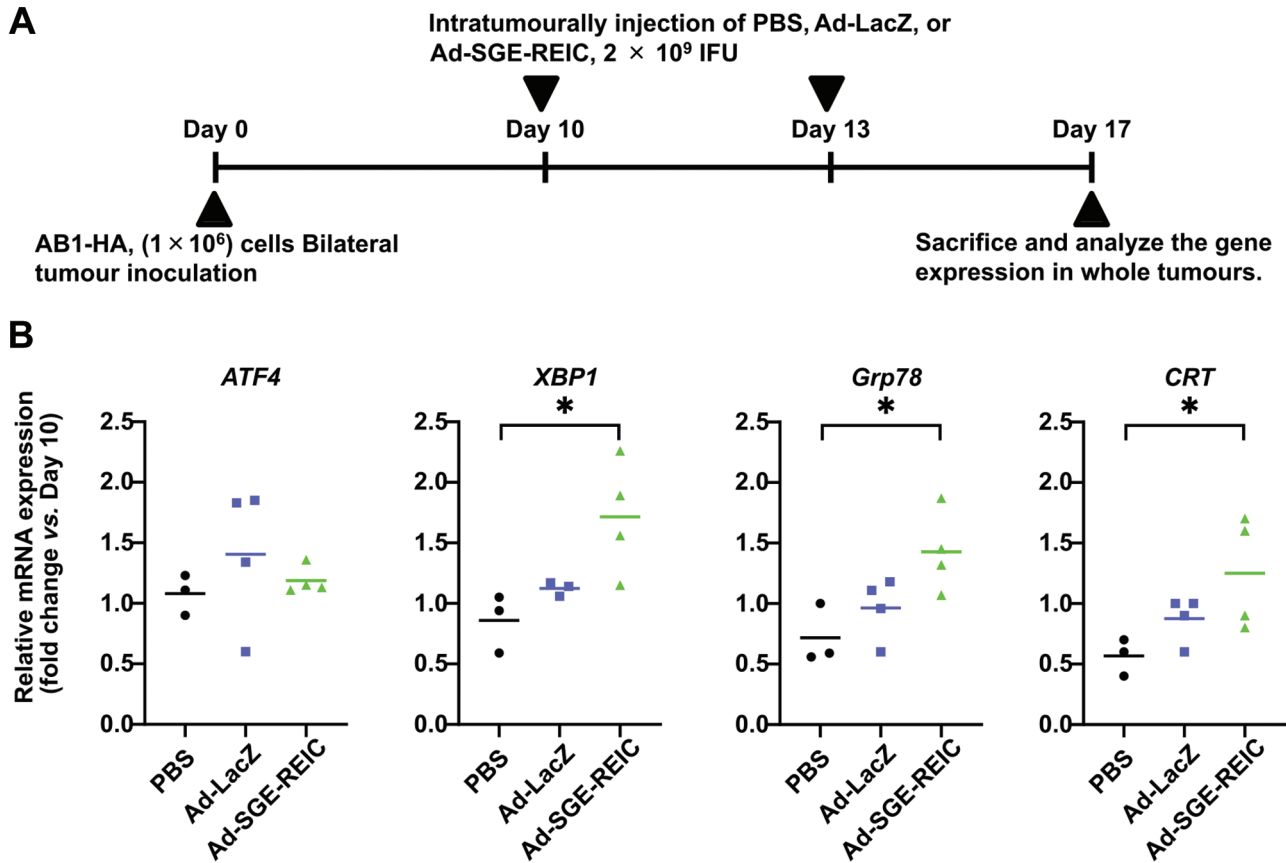 A
Intratumourally injection of PBS, Ad-LacZ, or
Ad-SGE-REIC, 2 × 10⁹ IFU
Day 0
Day 10
Day 13
Day 17
AB1-HA, (1 × 10⁶) cells Bilateral
tumour inoculation
Sacrifice and analyze the gene
expression in whole tumours.
B
Relative mRNA expression
(fold change vs. Day 10)
ATF4
2.5
2.0
1.5
1.0
0.5
0.0
PBS
Ad-LacZ
Ad-SGE-REIC
XBP1
*
2.5
2.0
1.5
1.0
0.5
0.0
PBS
Ad-LacZ
Ad-SGE-REIC
Grp78
*
2.5
2.0
1.5
1.0
0.5
0.0
PBS
Ad-LacZ
Ad-SGE-REIC
CRT
*
2.5
2.0
1.5
1.0
0.5
0.0
PBS
Ad-LacZ
Ad-SGE-REIC